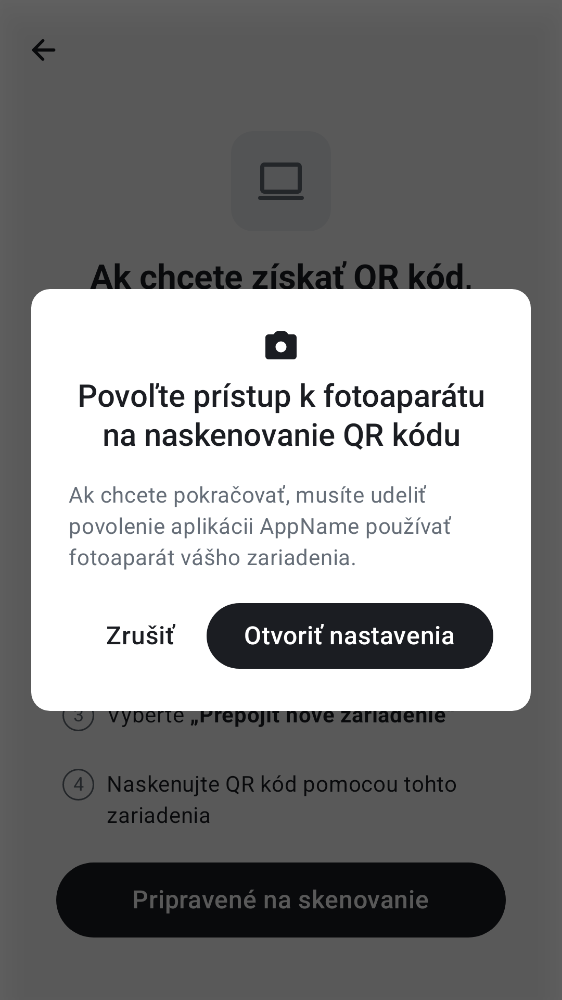 Ak chcete získať QR kód,
Povoľte prístup k fotoaparátu
na naskenovanie QR kódu
Ak chcete pokračovať, musíte udeliť
povolenie aplikácii AppName používať
fotoaparát vášho zariadenia.
Zrušiť
Otvoriť nastavenia
3 Vyberte „Prepojiť nové zariadenie
4 Naskenujte QR kód pomocou tohto
zariadenia
Pripravené na skenovanie